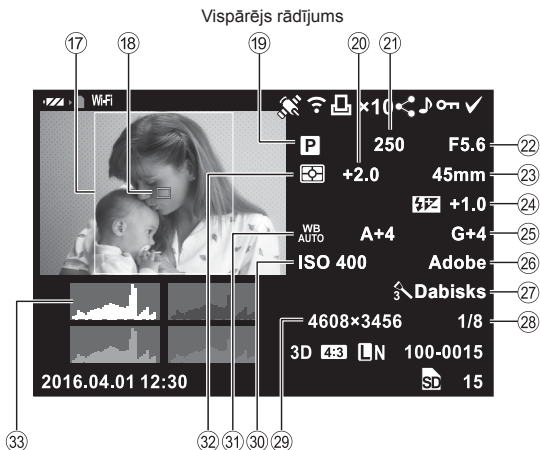 Vispārējs rādījums
17 18 19 20 21
Wi-Fi ×10
P 250 F5.6 22
+2.0 45mm 23
+1.0 24
WB AUTO A+4 G+4 25
ISO 400 Adobe 26
3 Dabisks 27
4608×3456 1/8 28
3D 4:3 L N 100-0015
2016.04.01 12:30 SD 15
33 32 31 30 29